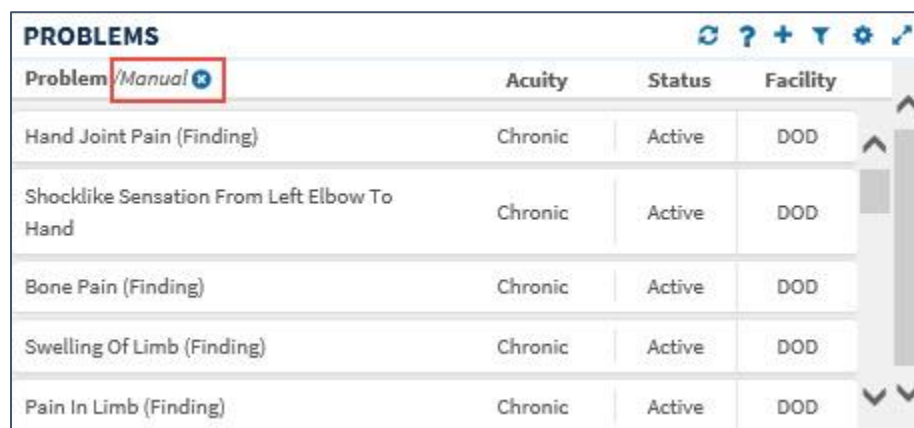 PROBLEMS ? +
Problem /Manual Acuity Status Facility
Hand Joint Pain (Finding) Chronic Active DOD
Shocklike Sensation From Left Elbow To
Hand Chronic Active DOD
Bone Pain (Finding) Chronic Active DOD
Swelling Of Limb (Finding) Chronic Active DOD
Pain In Limb (Finding) Chronic Active DOD